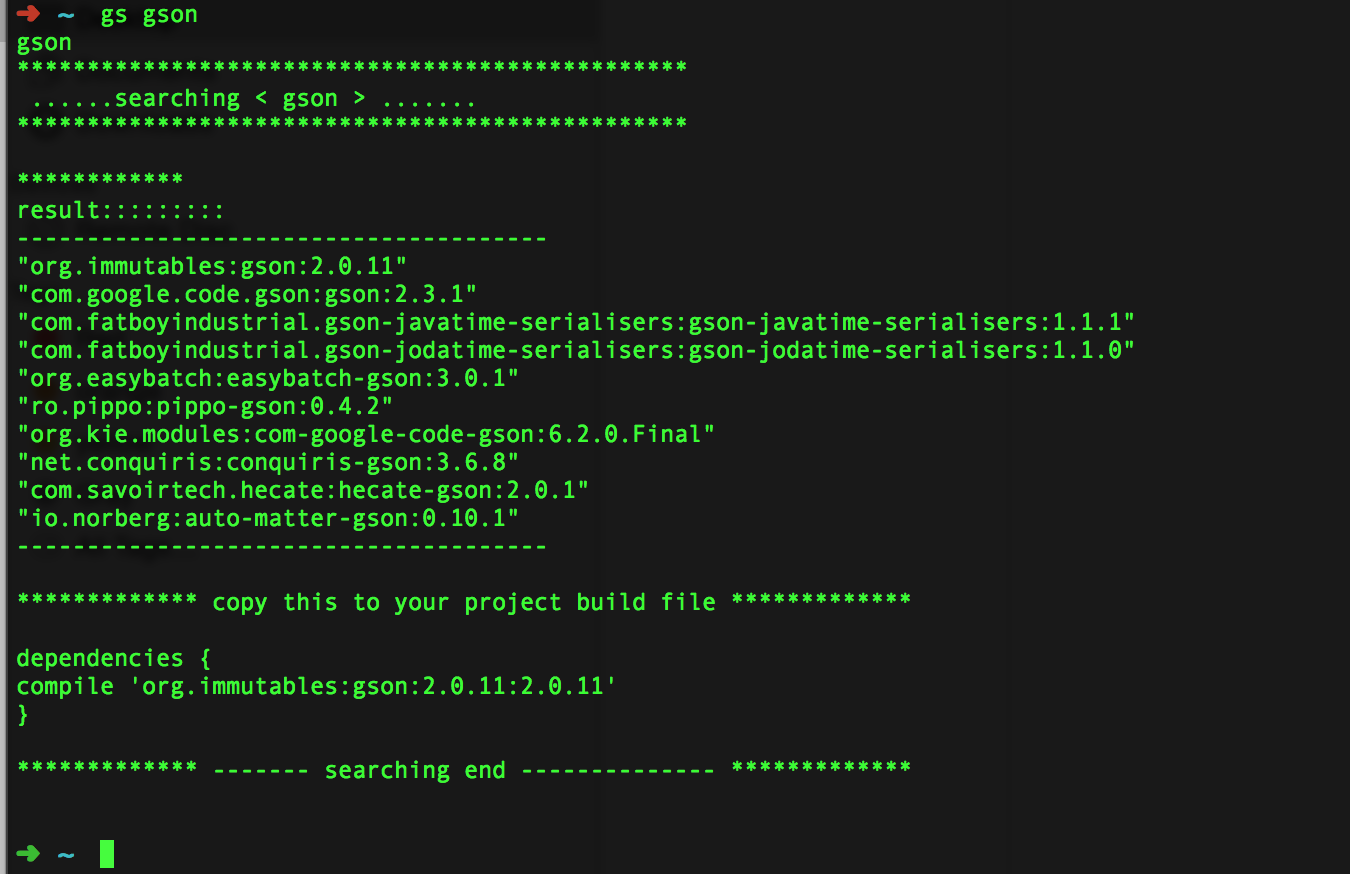 ➜ ~ gs gson
gson
************************************************
 ......searching < gson > .......
************************************************
************
result:::::::::
--------------------------------------
"org.immutables:gson:2.0.11"
"com.google.code.gson:gson:2.3.1"
"com.fatboyindustrial.gson-javatime-serialisers:gson-javatime-serialisers:1.1.1"
"com.fatboyindustrial.gson-jodatime-serialisers:gson-jodatime-serialisers:1.1.0"
"org.easybatch:easybatch-gson:3.0.1"
"ro.pippo:pippo-gson:0.4.2"
"org.kie.modules:com-google-code-gson:6.2.0.Final"
"net.conquiris:conquiris-gson:3.6.8"
"com.savoirtech.hecate:hecate-gson:2.0.1"
"io.norberg:auto-matter-gson:0.10.1"
--------------------------------------
************* copy this to your project build file *************
dependencies {
compile 'org.immutables:gson:2.0.11:2.0.11'
}
************* ------- searching end -------------- *************
➜ ~